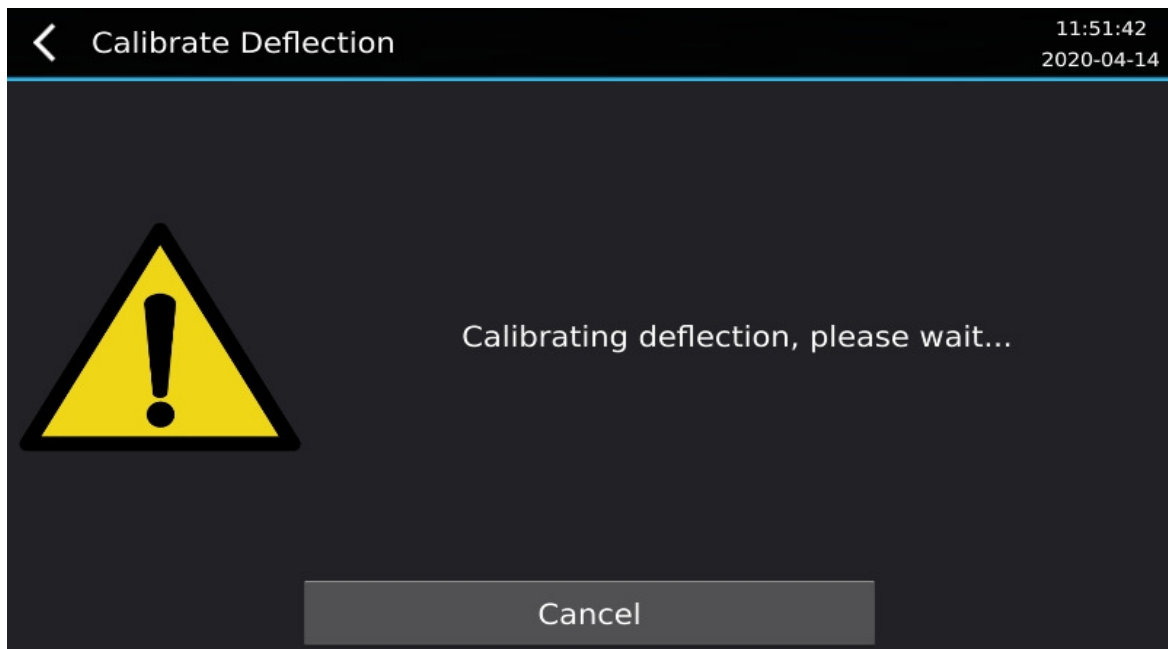 Calibrate Deflection
11:51:42
2020-04-14
Calibrating deflection, please wait...
Cancel